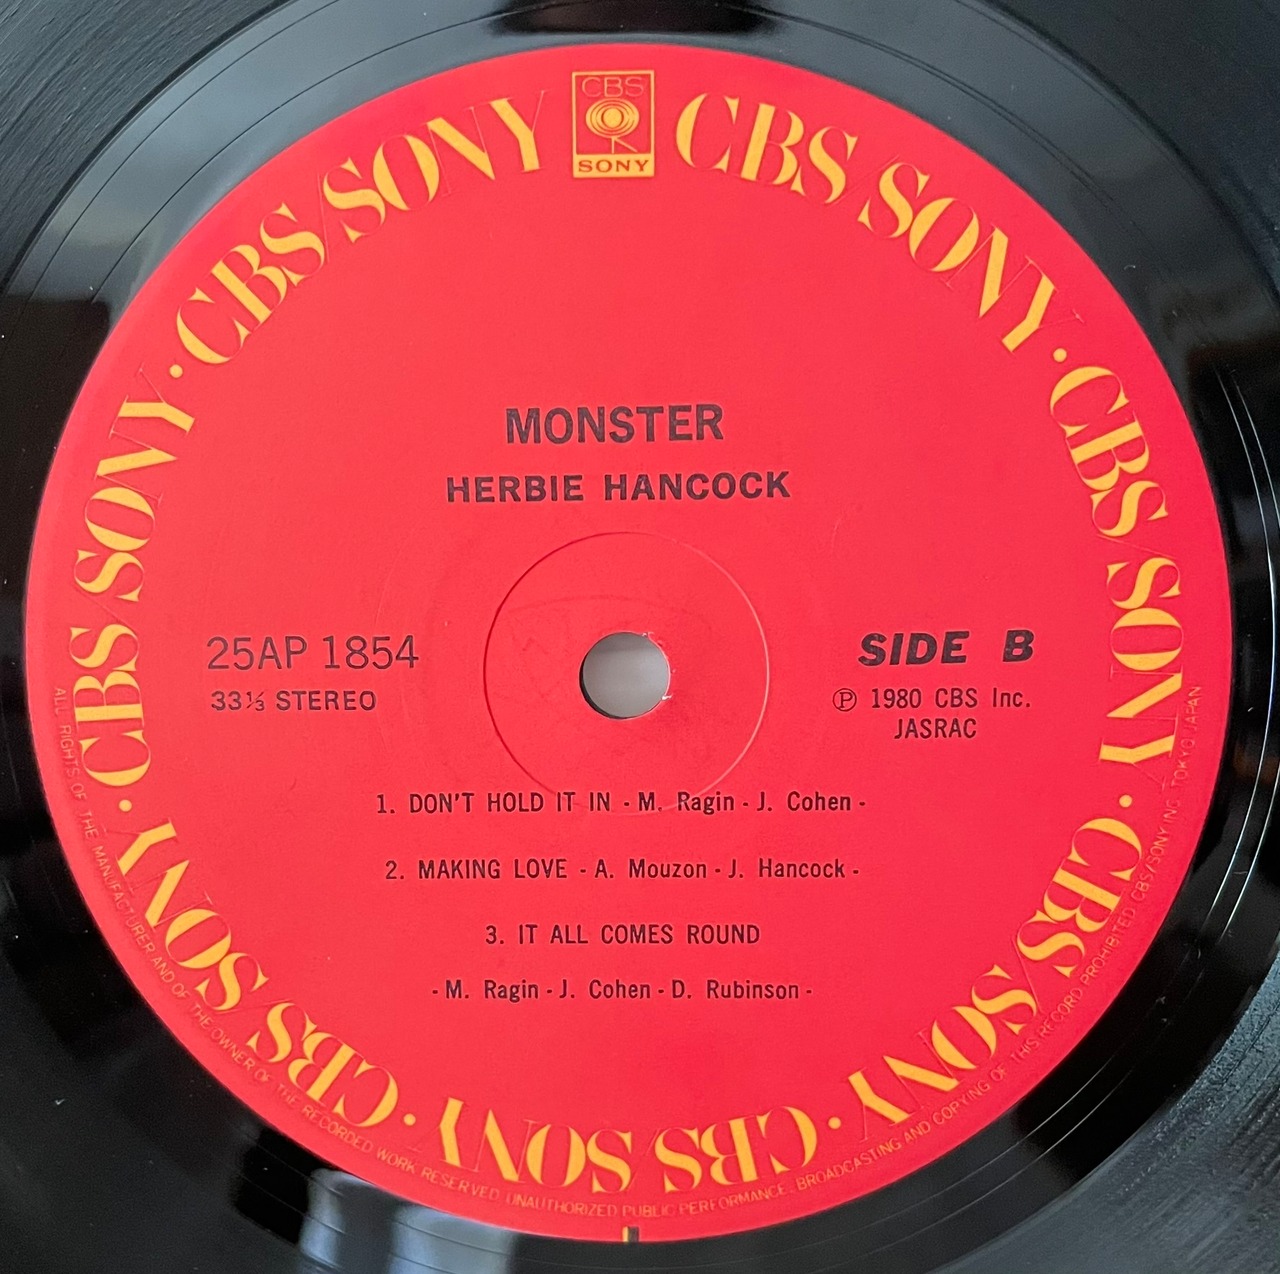 CBS
SONY
CBS/SONY · CBS/SONY · CBS/SONY · CBS/SONY · CBS/SONY · CBS/SONY · CBS/SONY · CBS/SONY
MONSTER
HERBIE HANCOCK
25AP 1854
33⅓ STEREO
SIDE B
Ⓟ 1980 CBS Inc.
JASRAC
1. DON'T HOLD IT IN - M. Ragin - J. Cohen -
2. MAKING LOVE - A. Mouzon - J. Hancock -
3. IT ALL COMES ROUND
- M. Ragin - J. Cohen - D. Rubinson -
ALL RIGHTS OF THE MANUFACTURER AND OF THE OWNER OF THE RECORDED WORK RESERVED. UNAUTHORIZED PUBLIC PERFORMANCE. BROADCASTING AND COPYING OF THIS RECORD PROHIBITED CBS/SONY INC. TOKYO JAPAN